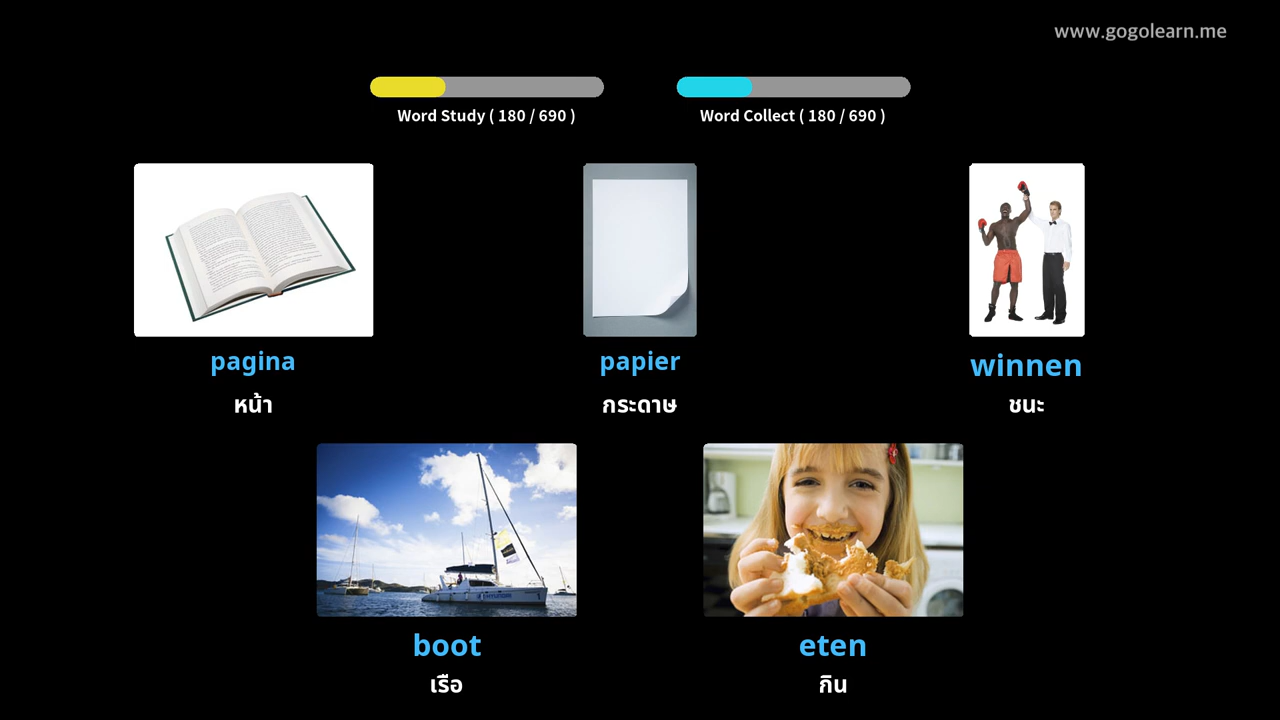 www.gogolearn.me
Word Study ( 180 / 690 )
Word Collect ( 180 / 690 )
pagina
papier
winnen
หน้า
กระดาษ
ชนะ
boot
eten
เรือ
กิน